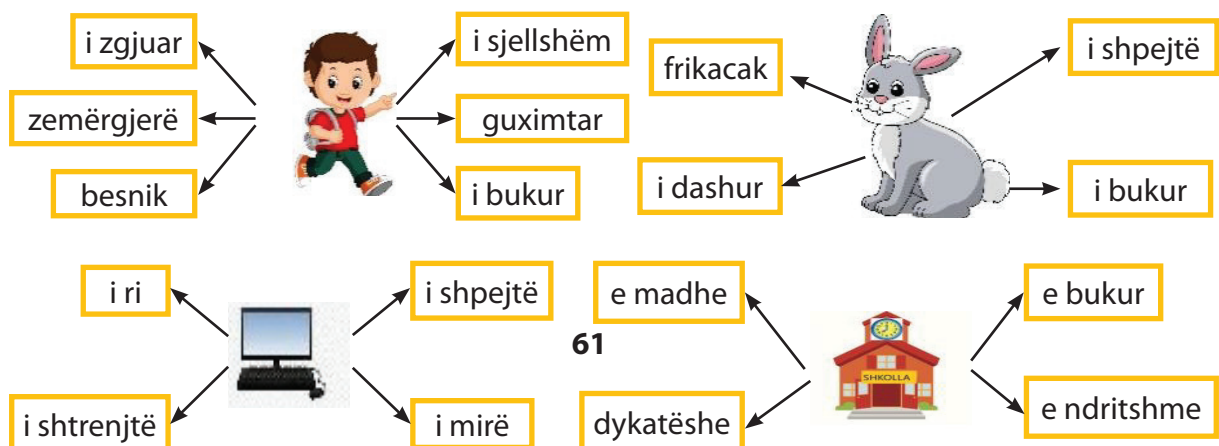 i zgjuar
zemërgjerë
besnik
i sjellshëm
guximtar
i bukur
frikacak
i dashur
i shpejtë
i bukur
i ri
i shtrenjtë
i shpejtë
i mirë
61
e madhe
dykatëshe
SHKOLLA
e bukur
e ndritshme